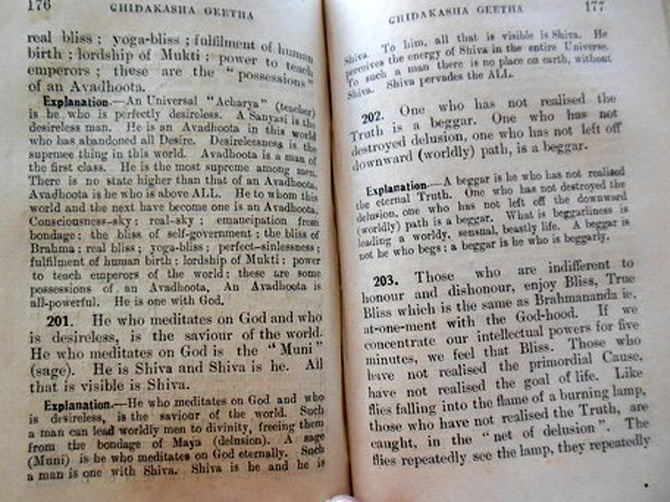 176 CHIDAKASHA GEETHA
real bliss ; yoga-bliss ; fulfilment of human
birth ; lordship of Mukti ; power to teach
emperors ; these are the "possessions"
of an Avadhoota.
Explanation.—An Universal "Acharya" (teacher)
is he who is perfectly desireless. A Sanyasi is the
desireless man. He is an Avadhoota in this world
who has abandoned all Desire. Desirelessness is the
supreme thing in this world. Avadhoota is a man of
the first class. He is the most supreme among men.
There is no state higher than that of an Avadhoota.
Avadhoota is he who is above ALL. He to whom this
world and the next have become one is an Avadhoota.
Consciousness-sky ; real-sky ; emancipation from
bondage ; the bliss of self-government ; the bliss of
Brahma ; real bliss ; yoga-bliss ; perfect-sinlessness ;
fulfilment of human birth ; lordship of Mukti ; power
to teach emperors of the world ; these are some
possessions of an Avadhoota. An Avadhoota is
all-powerful. He is one with God.
201. He who meditates on God and who
is desireless, is the saviour of the world.
He who meditates on God is the "Muni"
(sage). He is Shiva and Shiva is he. All
that is visible is Shiva.
Explanation.—He who meditates on God and who
is desireless, is the saviour of the world. Such
a man can lead worldly men to divinity, freeing them
from the bondage of Maya (delusion). A sage
(Muni) is he who meditates on God eternally. Such
a man is one with Shiva. Shiva is he and he is
CHIDAKASHA GEETHA 177
Shiva. To him, all that is visible is Shiva. He
perceives the energy of Shiva in the entire Universe.
To such a man there is no place on earth, without
Shiva. Shiva pervades the ALL.
202. One who has not realised the
Truth is a beggar. One who has not
destroyed delusion, one who has not left off
downward (worldly) path, is a beggar.
Explanation.—A beggar is he who has not realised
the eternal Truth. One who has not destroyed the
delusion, one who has not left off the downward
(worldly) path is a beggar. What is beggarliness is
leading a worldy, sensual, beastly life. A beggar is
not he who begs ; a beggar is he who is beggarly.
203. Those who are indifferent to
honour and dishonour, enjoy Bliss, True
Bliss which is the same as Brahmananda ie.
at-one-ment with the God-hood. If we
concentrate our intellectual powers for five
minutes, we feel that Bliss. Those who
have not realised the primordial Cause,
have not realised the goal of life. Like
flies falling into the flame of a burning lamp,
those who have not realised the Truth, are
caught, in the "net of delusion". The
flies repeatedly see the lamp, they repeatedly